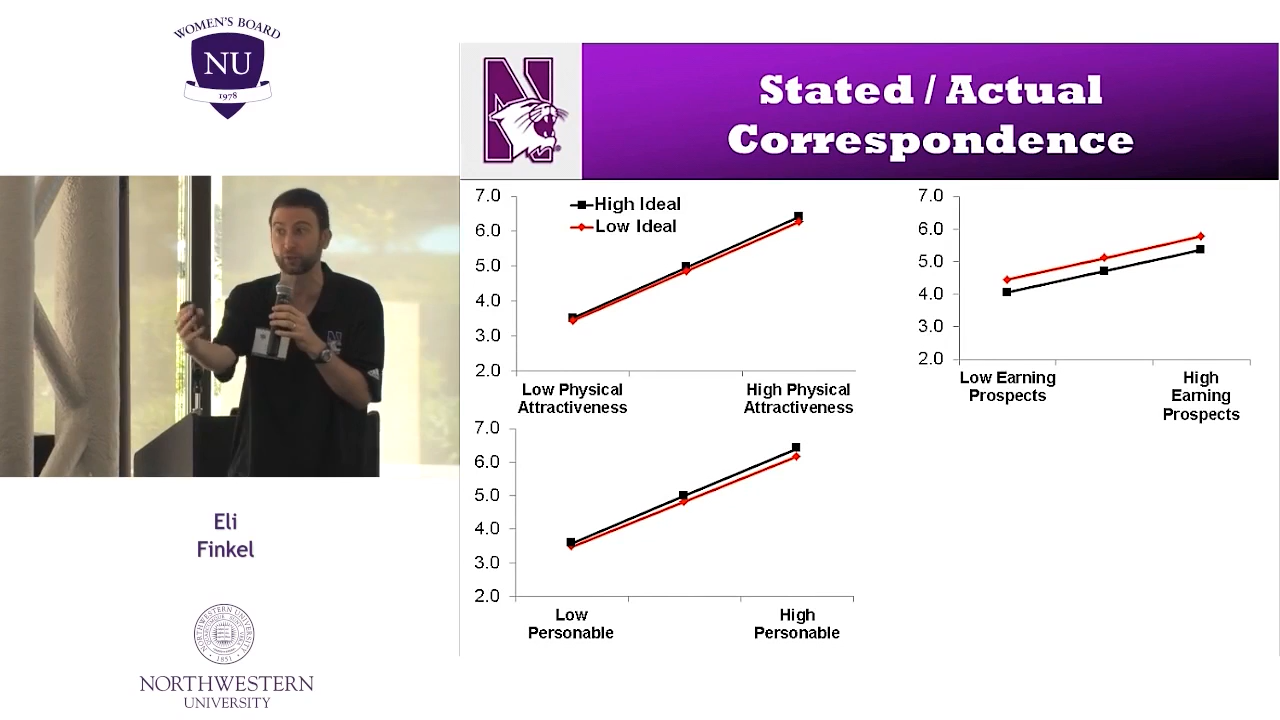 WOMEN'S BOARD
NU
1978
Eli
Finkel
NORTHWESTERN UNIVERSITY
1851
NORTHWESTERN
UNIVERSITY
N
®
Stated / Actual
Correspondence
7.0
6.0
5.0
4.0
3.0
2.0
High Ideal
Low Ideal
Low Physical
Attractiveness
High Physical
Attractiveness
7.0
6.0
5.0
4.0
3.0
2.0
Low Earning
Prospects
High
Earning
Prospects
7.0
6.0
5.0
4.0
3.0
2.0
Low
Personable
High
Personable